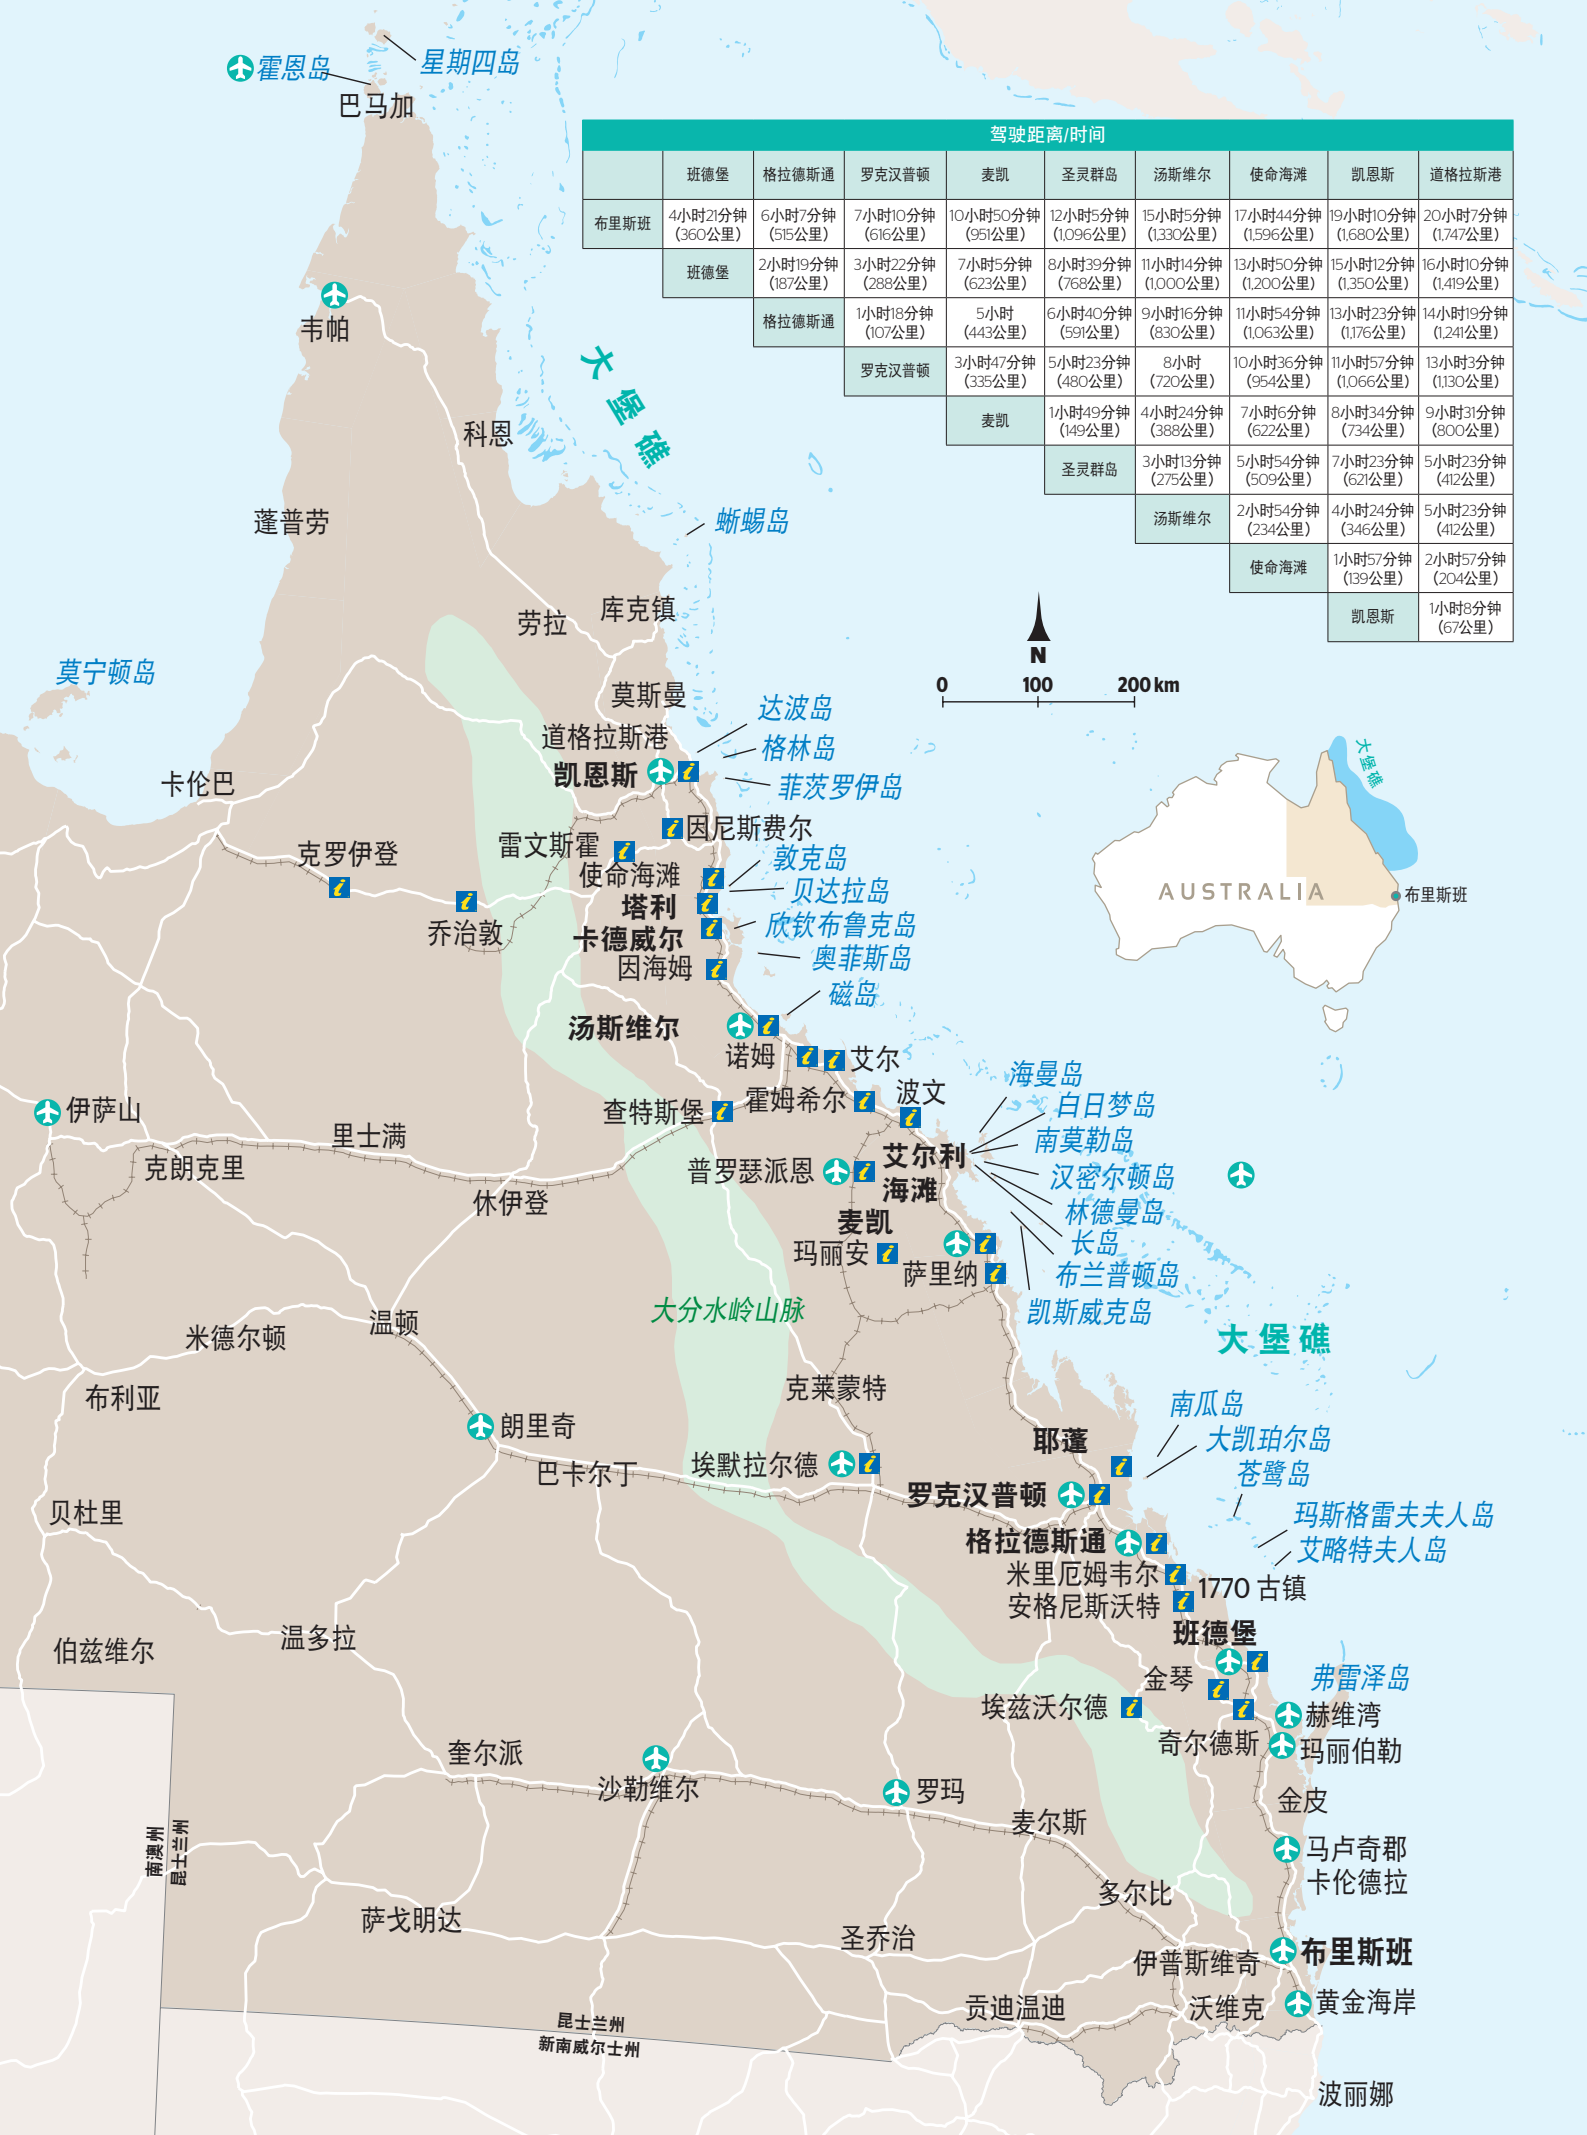 霍恩岛
星期四岛
巴马加
驾驶距离/时间
班德堡 格拉德斯通 罗克汉普顿 麦凯 圣灵群岛 汤斯维尔 使命海滩 凯恩斯 道格拉斯港
布里斯班 4小时21分钟 6小时7分钟 7小时10分钟 10小时50分钟 12小时5分钟 15小时5分钟 17小时44分钟 19小时10分钟 20小时7分钟
(360公里) (515公里) (616公里) (951公里) (1,096公里) (1,330公里) (1,596公里) (1,680公里) (1,747公里)
班德堡 2小时19分钟 3小时22分钟 7小时5分钟 8小时39分钟 11小时14分钟 13小时50分钟 15小时12分钟 16小时10分钟
(187公里) (288公里) (623公里) (768公里) (1,000公里) (1,200公里) (1,350公里) (1,419公里)
格拉德斯通 1小时18分钟 5小时 6小时40分钟 9小时16分钟 11小时54分钟 13小时23分钟 14小时19分钟
(107公里) (443公里) (591公里) (830公里) (1,063公里) (1,176公里) (1,241公里)
罗克汉普顿 3小时47分钟 5小时23分钟 8小时 10小时36分钟 11小时57分钟 13小时3分钟
(335公里) (480公里) (720公里) (954公里) (1,066公里) (1,130公里)
麦凯 1小时49分钟 4小时24分钟 7小时6分钟 8小时34分钟 9小时31分钟
(149公里) (388公里) (622公里) (734公里) (800公里)
圣灵群岛 3小时13分钟 5小时54分钟 7小时23分钟 5小时23分钟
(275公里) (509公里) (621公里) (412公里)
汤斯维尔 2小时54分钟 4小时24分钟 5小时23分钟
(234公里) (346公里) (412公里)
使命海滩 1小时57分钟 2小时57分钟
(139公里) (204公里)
凯恩斯 1小时8分钟
(67公里)
韦帕
大堡礁
科恩
蓬普劳
蜥蜴岛
劳拉
库克镇
N
0 100 200 km
莫宁顿岛
莫斯曼
道格拉斯港
凯恩斯
达波岛
格林岛
菲茨罗伊岛
大堡礁
AUSTRALIA
布里斯班
卡伦巴
克罗伊登
雷文斯霍
因尼斯费尔
使命海滩
敦克岛
塔利
贝达拉岛
乔治敦
卡德威尔
欣钦布鲁克岛
因海姆
奥菲斯岛
磁岛
汤斯维尔
诺姆
艾尔
海曼岛
伊萨山
查特斯堡
霍姆希尔
波文
白日梦岛
里士满
南莫勒岛
克朗克里
普罗瑟派恩
艾尔利
海滩
汉密尔顿岛
休伊登
林德曼岛
麦凯
长岛
玛丽安
萨里纳
布兰普顿岛
凯斯威克岛
大分水岭山脉
米德尔顿
温顿
大堡礁
布利亚
克莱蒙特
南瓜岛
朗里奇
耶蓬
大凯珀尔岛
巴卡尔丁
埃默拉尔德
苍鹭岛
罗克汉普顿
贝杜里
玛斯格雷夫夫人岛
格拉德斯通
艾略特夫人岛
米里厄姆韦尔
1770 古镇
安格尼斯沃特
班德堡
伯兹维尔
温多拉
金琴
弗雷泽岛
埃兹沃尔德
赫维湾
奇尔德斯
玛丽伯勒
奎尔派
沙勒维尔
罗玛
金皮
麦尔斯
南澳州
昆士兰州
马卢奇郡
卡伦德拉
多尔比
萨戈明达
圣乔治
布里斯班
伊普斯维奇
贡迪温迪
沃维克
黄金海岸
昆士兰州
新南威尔士州
波丽娜